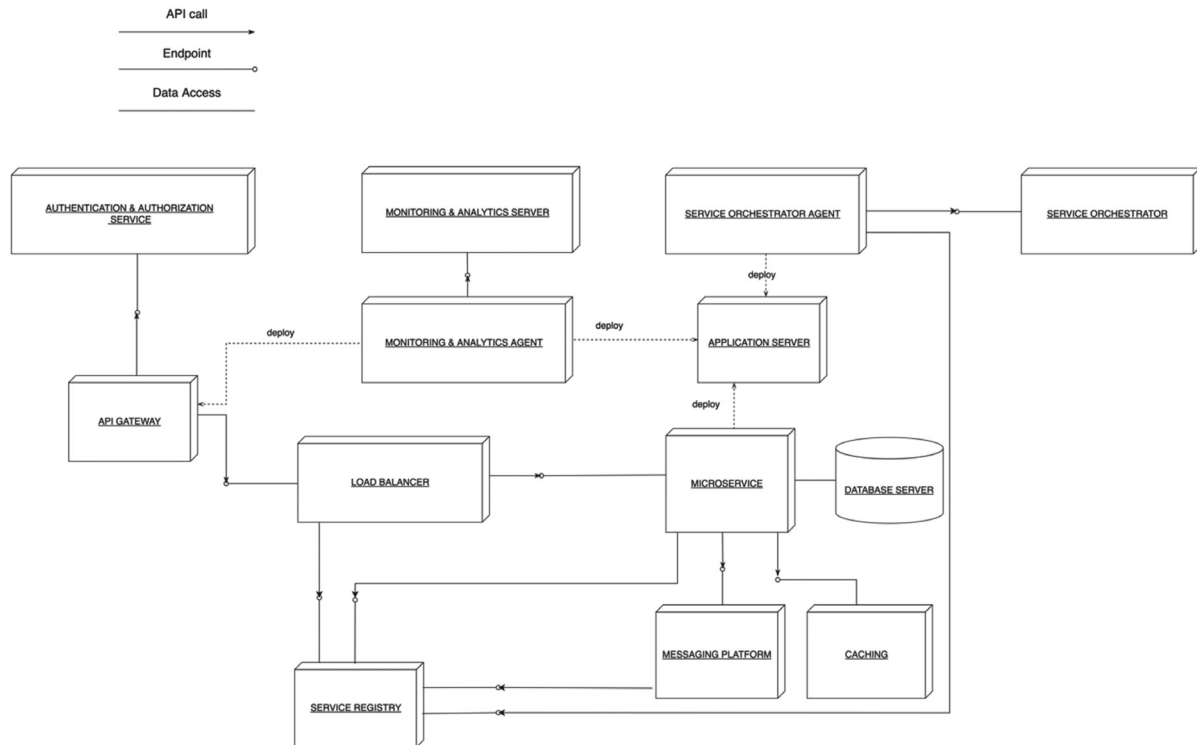 API call
Endpoint
Data Access
AUTHENTICATION & AUTHORIZATION
SERVICE
MONITORING & ANALYTICS SERVER
SERVICE ORCHESTRATOR AGENT
SERVICE ORCHESTRATOR
deploy
deploy
deploy
MONITORING & ANALYTICS AGENT
APPLICATION SERVER
deploy
API GATEWAY
LOAD BALANCER
MICROSERVICE
DATABASE SERVER
MESSAGING PLATFORM
CACHING
SERVICE REGISTRY